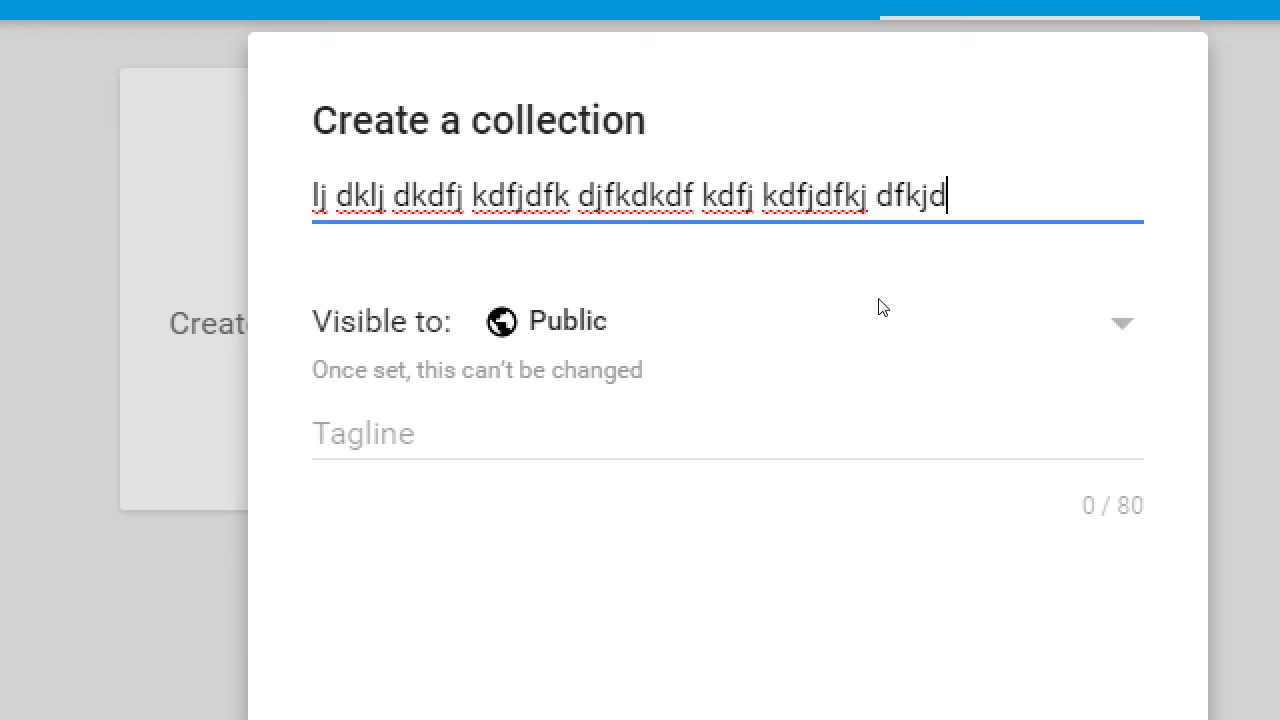 Create a collection
lj dklj dkdfj kdfjdfk djfkdkdf kdfj kdfjdfkj dfkjd
Creat
Visible to: Public
Once set, this can't be changed
Tagline
0 / 80